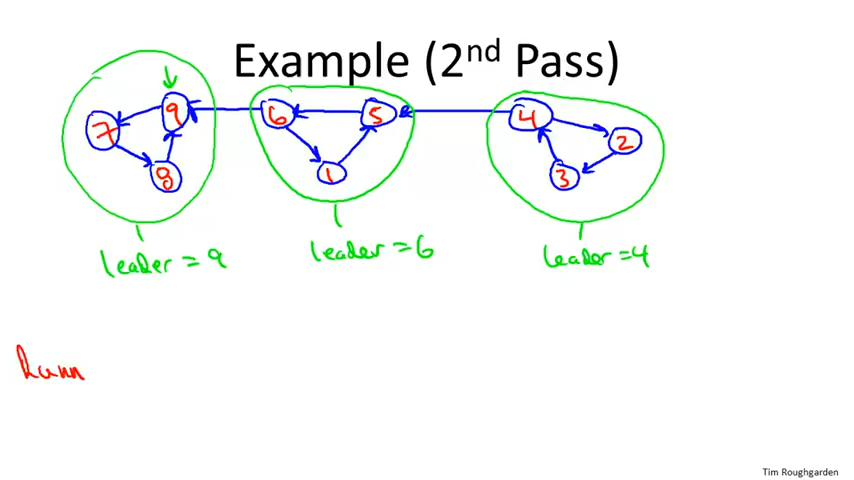 Example (2nd Pass)
7
9
8
6
5
1
4
2
3
leader = 9
leader = 6
leader = 4
Runn
Tim Roughgarden